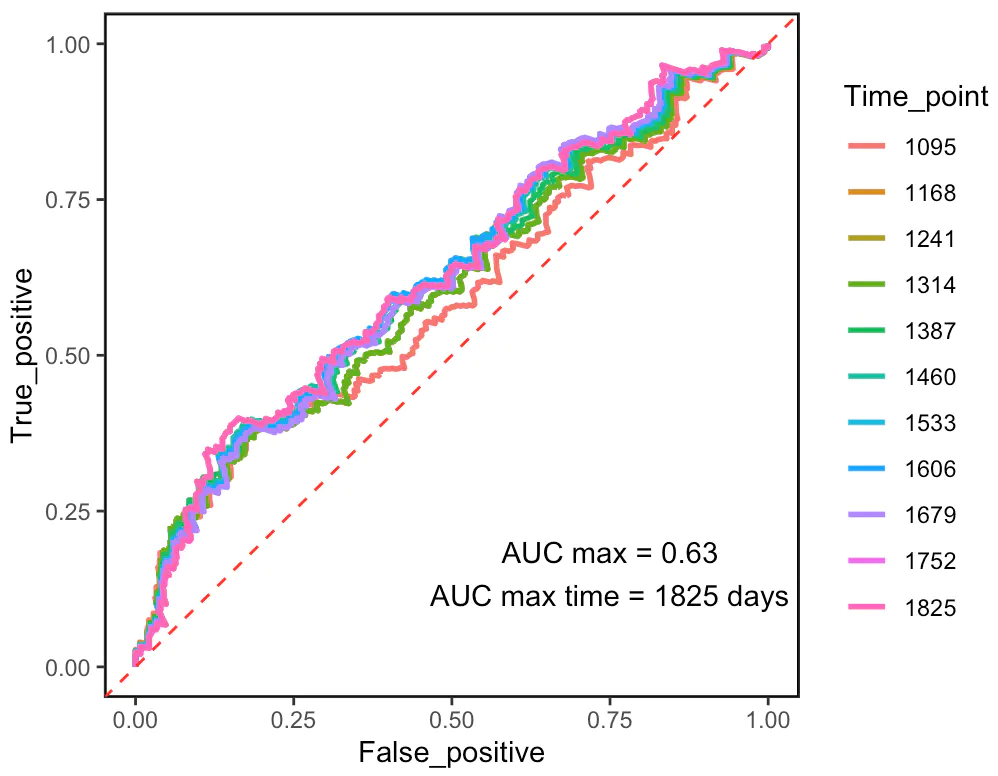 1.00
0.75
0.50
0.25
0.00
True_positive
0.00 0.25 0.50 0.75 1.00
False_positive
AUC max = 0.63
AUC max time = 1825 days
Time_point
1095
1168
1241
1314
1387
1460
1533
1606
1679
1752
1825